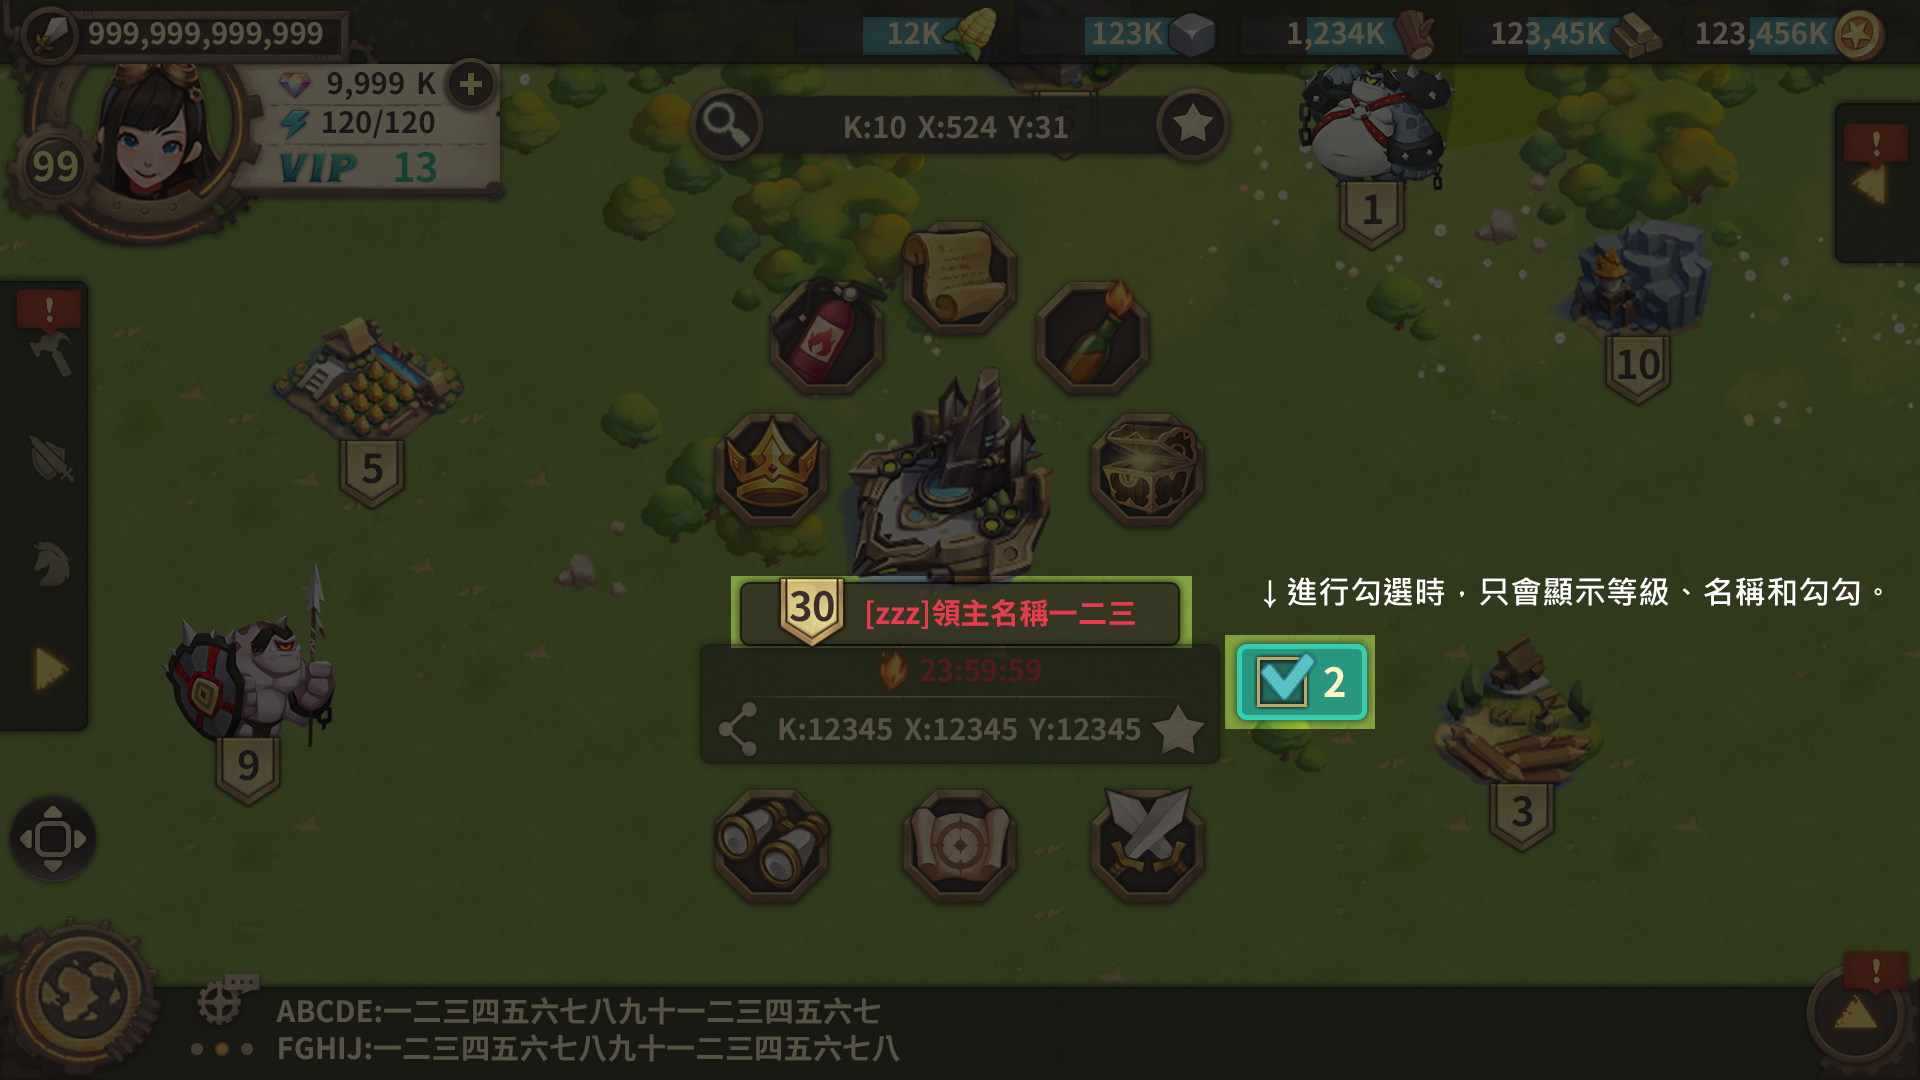 999,999,999,999
12K
123K
1,234K
123,45K
123,456K
9,999 K
120/120
99
VIP 13
K:10 X:524 Y:31
1
10
5
30
[zzz]領主名稱一二三
↓進行勾選時，只會顯示等級、名稱和勾勾。
23:59:59
2
K:12345 X:12345 Y:12345
9
3
ABCDE:一二三四五六七八九十一二三四五六七
FGHIJ:一二三四五六七八九十一二三四五六七八